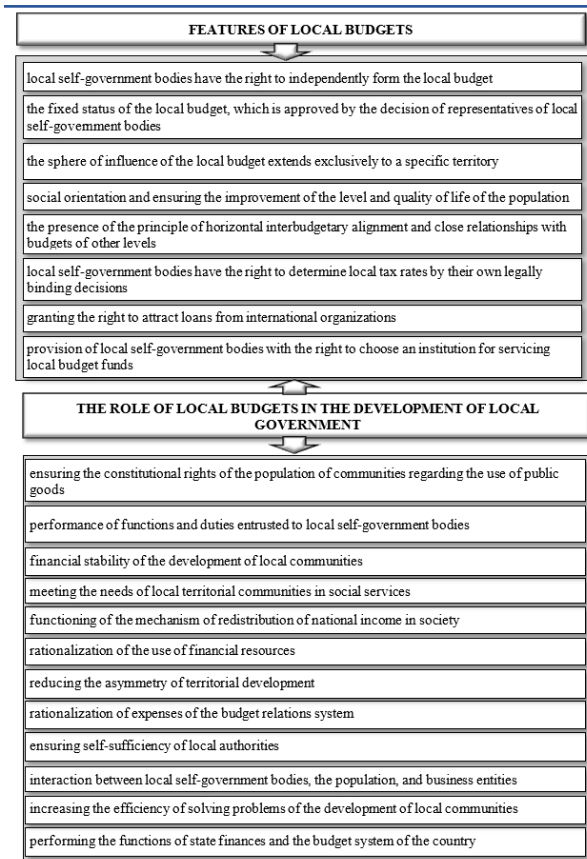 FEATURES OF LOCAL BUDGETS
local self-government bodies have the right to independently form the local budget
the fixed status of the local budget, which is approved by the decision of representatives of local
self-government bodies
the sphere of influence of the local budget extends exclusively to a specific territory
social orientation and ensuring the improvement of the level and quality of life of the population
the presence of the principle of horizontal interbudgetary alignment and close relationships with
budgets of other levels
local self-government bodies have the right to determine local tax rates by their own legally
binding decisions
granting the right to attract loans from international organizations
provision of local self-government bodies with the right to choose an institution for servicing
local budget funds
THE ROLE OF LOCAL BUDGETS IN THE DEVELOPMENT OF LOCAL
GOVERNMENT
ensuring the constitutional rights of the population of communities regarding the use of public
goods
performance of functions and duties entrusted to local self-government bodies
financial stability of the development of local communities
meeting the needs of local territorial communities in social services
functioning of the mechanism of redistribution of national income in society
rationalization of the use of financial resources
reducing the asymmetry of territorial development
rationalization of expenses of the budget relations system
ensuring self-sufficiency of local authorities
interaction between local self-government bodies, the population, and business entities
increasing the efficiency of solving problems of the development of local communities
performing the functions of state finances and the budget system of the country